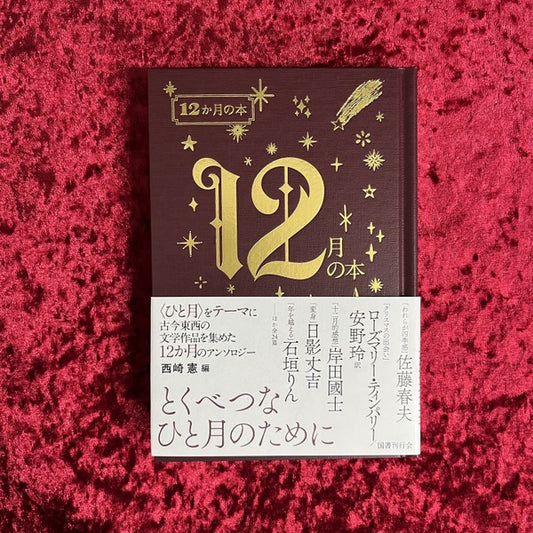 12か月の本
12
月
の本
〈ひと月〉をテーマに
古今東西の
文学作品を集めた
12か月のアンソロジー
西崎憲 編
「われらが四季感」佐藤春夫
「クリスマスの出会い」ローズマリー・ティンパリー/安野玲 訳
「十二月的感想」岸田國士
「変身」日影丈吉
「年を越える」石垣りん
ほか全24篇
とくべつな
ひと月のために
国書刊行会